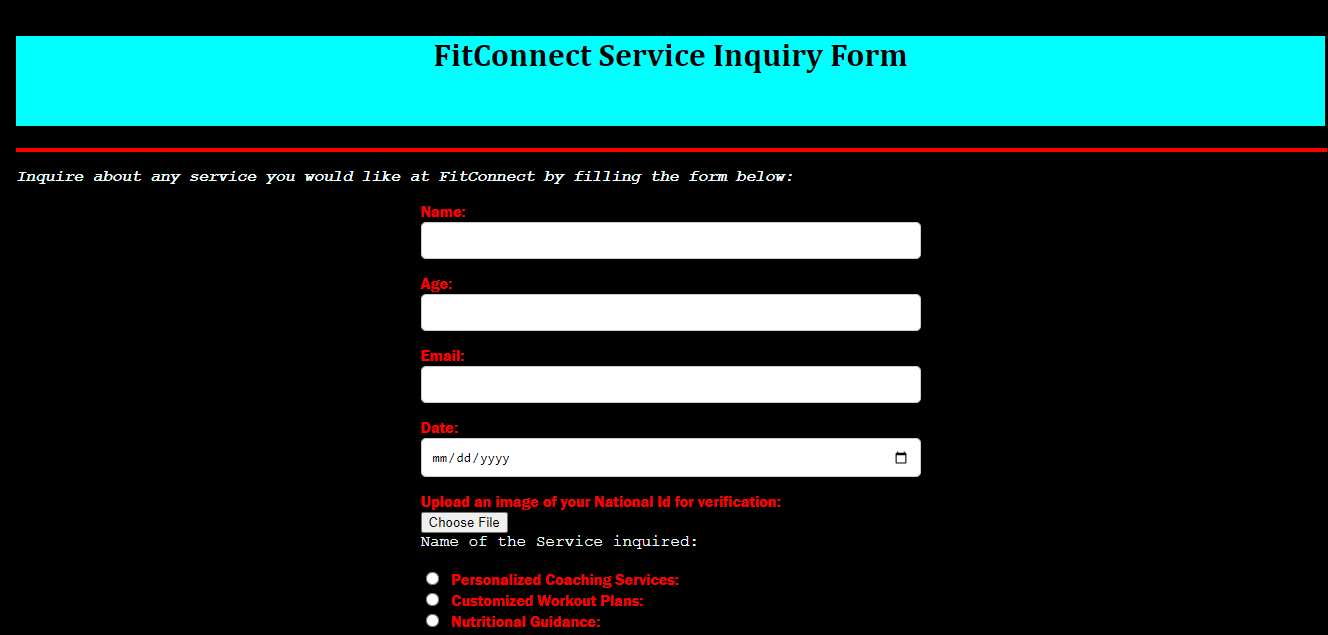 FitConnect Service Inquiry Form
Inquire about any service you would like at FitConnect by filling the form below:
Name:
Age:
Email:
Date:
mm/dd/yyyy
Upload an image of your National Id for verification:
Choose File
Name of the Service inquired:
Personalized Coaching Services:
Customized Workout Plans:
Nutritional Guidance: